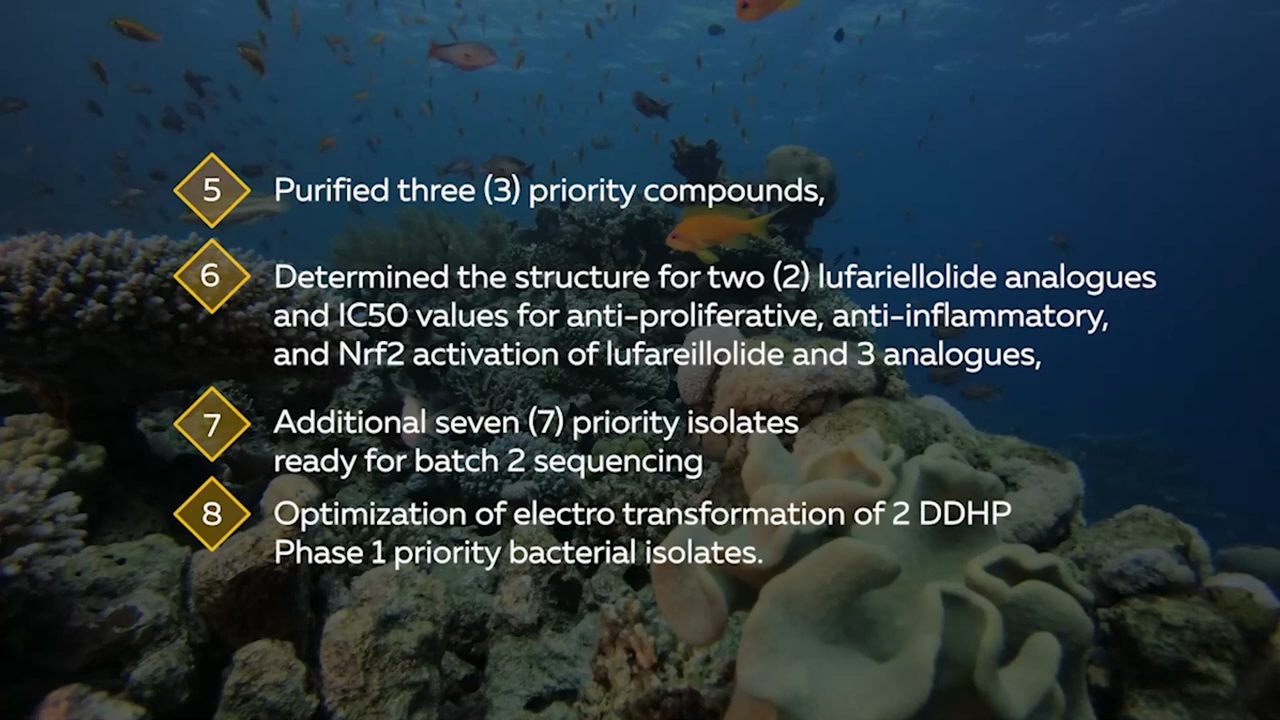 5 Purified three (3) priority compounds,
6 Determined the structure for two (2) lufariellolide analogues
and IC50 values for anti-proliferative, anti-inflammatory,
and Nrf2 activation of lufareillolide and 3 analogues,
7 Additional seven (7) priority isolates
ready for batch 2 sequencing
8 Optimization of electro transformation of 2 DDHP
Phase 1 priority bacterial isolates.